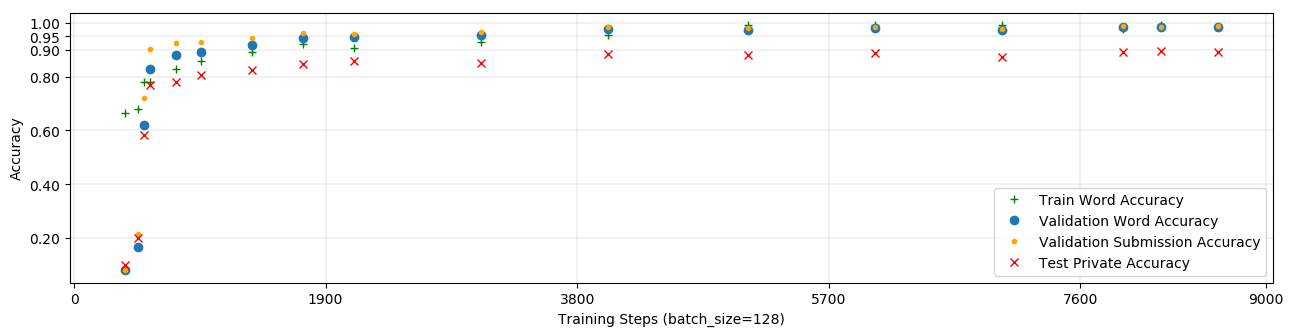 1.00
0.95
0.90
0.80
0.60
0.40
0.20
Accuracy
Train Word Accuracy
Validation Word Accuracy
Validation Submission Accuracy
Test Private Accuracy
0 1900 3800 5700 7600 9000
Training Steps (batch_size=128)